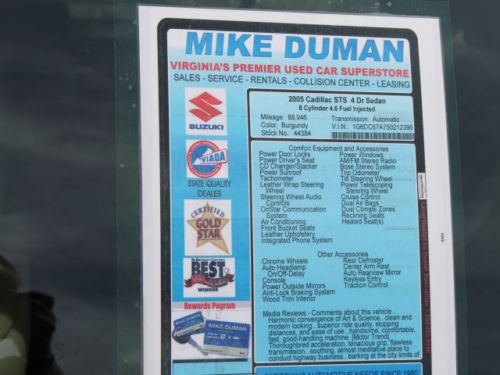 MIKE DUMAN
VIRGINIA'S PREMIER USED CAR SUPERSTORE
SALES - SERVICE - RENTALS - COLLISION CENTER - LEASING
2005 Cadillac STS 4 Dr Sedan
8 Cylinder 4.6 Fuel Injected
Mileage: 88,946 Transmission: Automatic
Color: Burgundy V.I.N.: 1G6DC67A750212396
Stock No.: 44384
SUZUKI
VIADA
STATE QUALITY
DEALER
CERTIFIED
GOLD
STAR
BEST
WINNER
Rewards Pogram
MIKE DUMAN
Comfort Equipment and Accessories
Power Door Locks Power Windows
Power Driver's Seat AM/FM Stereo Radio
CD Changer/Stacker Bose Stereo System
Power Sunroof Trip Odometer
Tachometer Tilt Steering Wheel
Leather Wrap Steering Power Telescoping
Wheel Steering Wheel
Steering Wheel Audio Cruise Control
Controls Dual Air Bags
OnStar Communication Dual Climate Zones
System Reclining Seats
Air Conditioning Heated Seat(s)
Front Bucket Seats
Leather Upholstery
Integrated Phone System
Other Accessories
Chrome Wheels Rear Defroster
Auto Headlamp Center Arm Rest
On/Off-Delay Auto Rearview Mirror
Console Keyless Entry
Power Outside Mirrors Traction Control
Anti-Lock Braking System
Wood Trim Interior
Media Reviews - Comments about this vehicle...
Harmonic convergence of Art & Science...clean and
modern looking...superior ride quality, stopping
distances, and ease of use...handsome, comfortable,
fast, good-handling machine [Motor Trend]
Thoroughbred acceleration, tenacious grip, flawless
transmission...soothing, almost meditative place to
conduct highway business...barking at the city limits of
AUTOMOTIVE NEEDS SINCE 1980